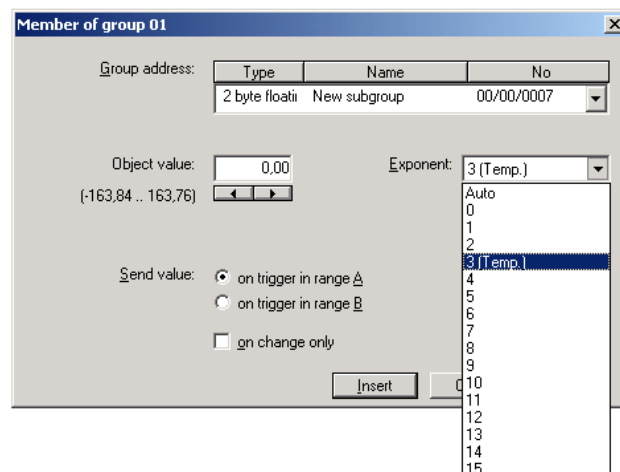 Member of group 01
Group address:
Type Name No
2 byte floatii New subgroup 00/00/0007
Object value: 0,00 Exponent: 3 (Temp.)
(-163,84 .. 163,76)
Auto
0
1
2
3 (Temp.)
4
5
6
7
8
9
10
11
12
13
14
15
Send value: on trigger in range A
on trigger in range B
on change only
Insert